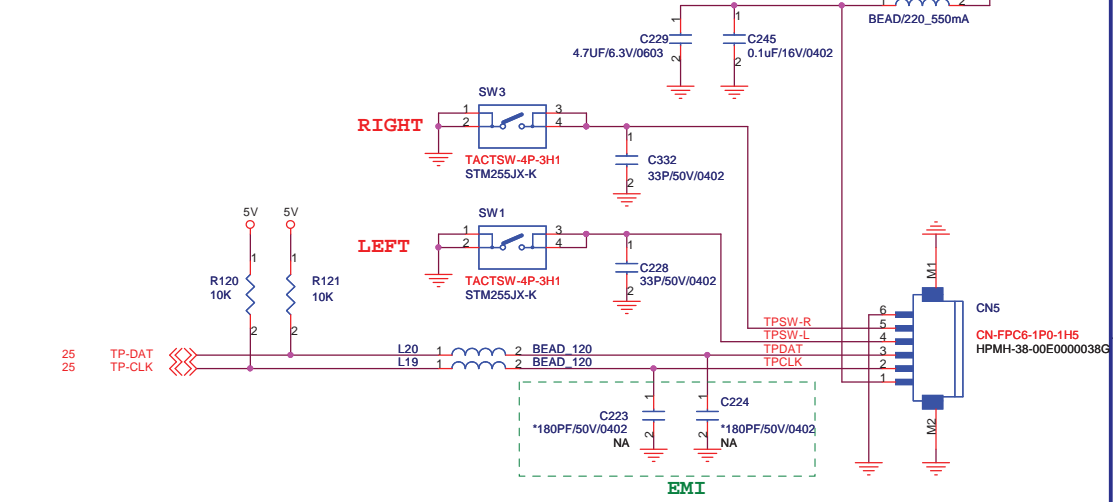 1
2
BEAD/220_550mA
1
C229
4.7UF/6.3V/0603
2
1
C245
0.1uF/16V/0402
2
SW3
RIGHT
1
2
3
4
TACTSW-4P-3H1
STM255JX-K
1
C332
33P/50V/0402
2
SW1
LEFT
1
2
3
4
TACTSW-4P-3H1
STM255JX-K
1
C228
33P/50V/0402
2
5V
5V
1
1
R120
10K
R121
10K
2
2
25
TP-DAT
25
TP-CLK
L20
1
2
BEAD_120
L19
1
2
BEAD_120
TPSW-R
TPSW-L
TPDAT
TPCLK
6
5
4
3
2
1
M1
M2
CN5
CN-FPC6-1P0-1H5
HPMH-38-00E0000038G
1
C223
*180PF/50V/0402
2
NA
1
C224
*180PF/50V/0402
2
NA
EMI